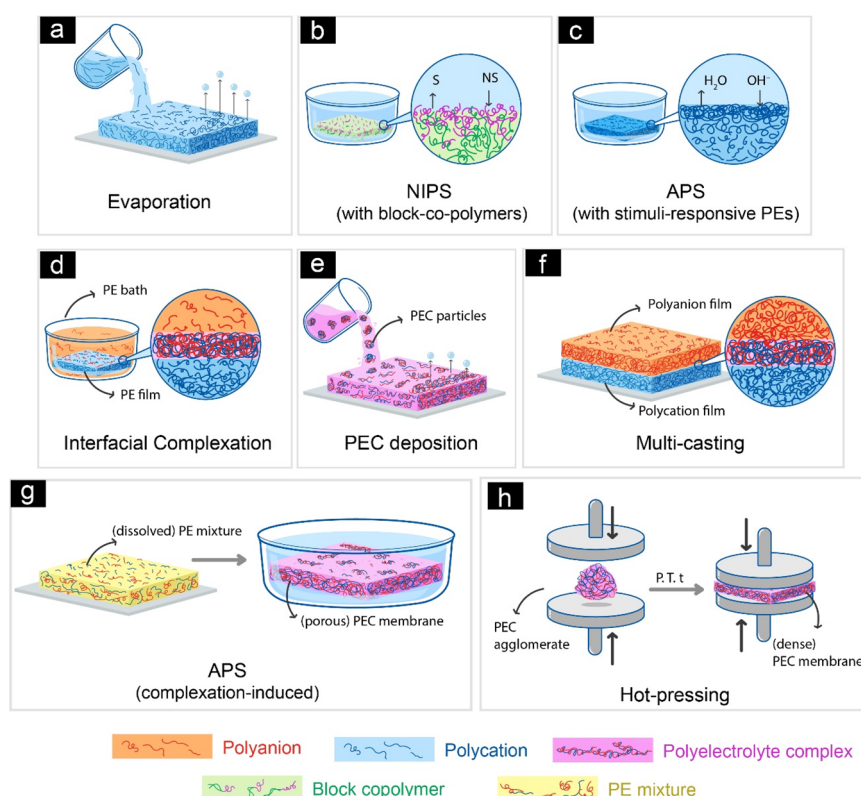 a
Evaporation
b
S
NS
NIPS
(with block-co-polymers)
c
H₂O
OH⁻
APS
(with stimuli-responsive PEs)
d
PE bath
PE film
Interfacial Complexation
e
PEC particles
PEC deposition
f
Polyanion film
Polycation film
Multi-casting
g
(dissolved) PE mixture
(porous) PEC membrane
APS
(complexation-induced)
h
PEC
agglomerate
P. T. t
(dense)
PEC membrane
Hot-pressing
Polyanion
Polycation
Polyelectrolyte complex
Block copolymer
PE mixture